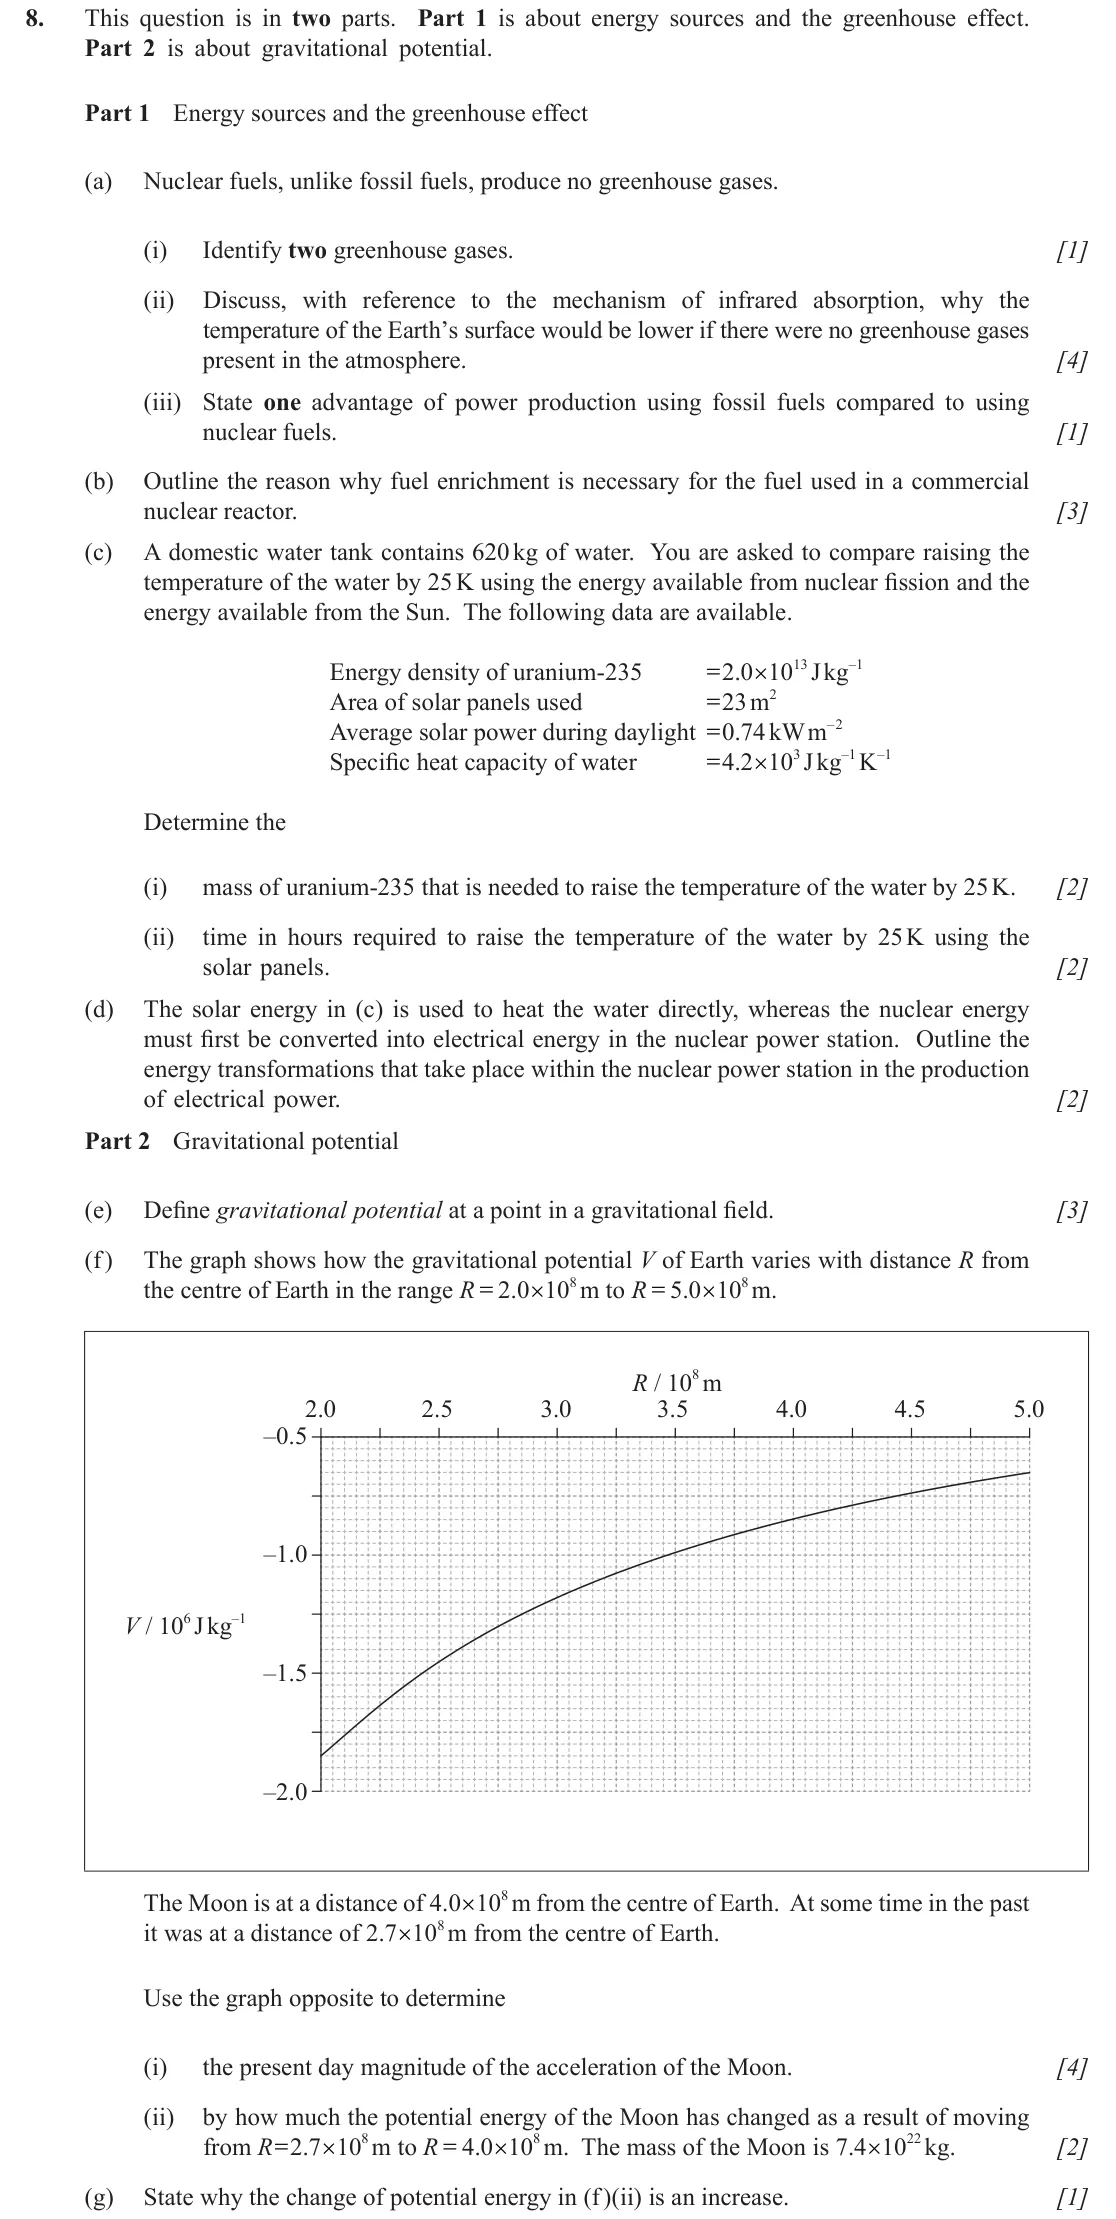 8. This question is in two parts. Part 1 is about energy sources and the greenhouse effect.
Part 2 is about gravitational potential.
Part 1 Energy sources and the greenhouse effect
(a) Nuclear fuels, unlike fossil fuels, produce no greenhouse gases.
(i) Identify two greenhouse gases. [1]
(ii) Discuss, with reference to the mechanism of infrared absorption, why the
temperature of the Earth’s surface would be lower if there were no greenhouse gases
present in the atmosphere. [4]
(iii) State one advantage of power production using fossil fuels compared to using
nuclear fuels. [1]
(b) Outline the reason why fuel enrichment is necessary for the fuel used in a commercial
nuclear reactor. [3]
(c) A domestic water tank contains 620 kg of water. You are asked to compare raising the
temperature of the water by 25 K using the energy available from nuclear fission and the
energy available from the Sun. The following data are available.
Energy density of uranium-235 =2.0×10¹³ J kg⁻¹
Area of solar panels used =23 m²
Average solar power during daylight =0.74 kW m⁻²
Specific heat capacity of water =4.2×10³ J kg⁻¹ K⁻¹
Determine the
(i) mass of uranium-235 that is needed to raise the temperature of the water by 25 K. [2]
(ii) time in hours required to raise the temperature of the water by 25 K using the
solar panels. [2]
(d) The solar energy in (c) is used to heat the water directly, whereas the nuclear energy
must first be converted into electrical energy in the nuclear power station. Outline the
energy transformations that take place within the nuclear power station in the production
of electrical power. [2]
Part 2 Gravitational potential
(e) Define gravitational potential at a point in a gravitational field. [3]
(f) The graph shows how the gravitational potential V of Earth varies with distance R from
the centre of Earth in the range R = 2.0×10⁸ m to R = 5.0×10⁸ m.
R / 10⁸ m
2.0 2.5 3.0 3.5 4.0 4.5 5.0
–0.5
–1.0
V / 10⁶ J kg⁻¹
–1.5
–2.0
The Moon is at a distance of 4.0×10⁸ m from the centre of Earth. At some time in the past
it was at a distance of 2.7×10⁸ m from the centre of Earth.
Use the graph opposite to determine
(i) the present day magnitude of the acceleration of the Moon. [4]
(ii) by how much the potential energy of the Moon has changed as a result of moving
from R=2.7×10⁸ m to R = 4.0×10⁸ m. The mass of the Moon is 7.4×10²² kg. [2]
(g) State why the change of potential energy in (f)(ii) is an increase. [1]